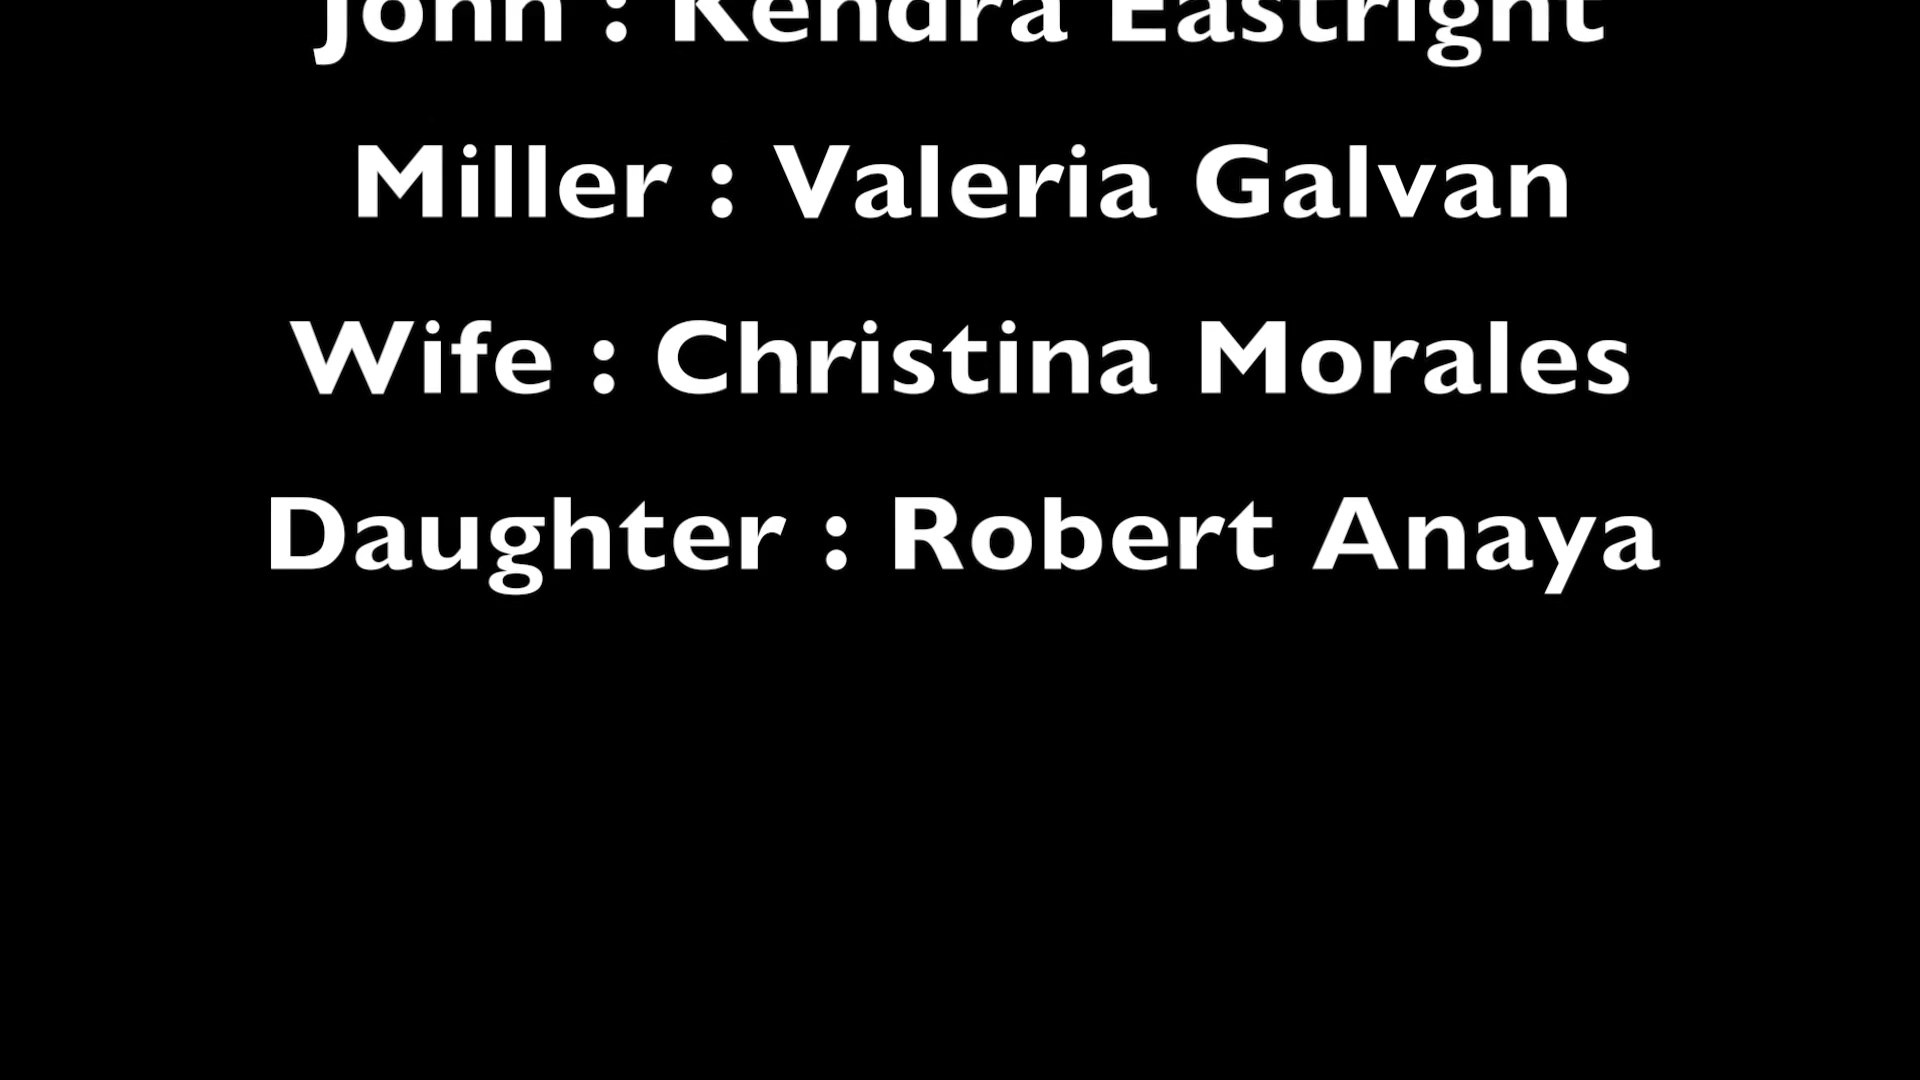 John : Kendra Eastright
Miller : Valeria Galvan
Wife : Christina Morales
Daughter : Robert Anaya